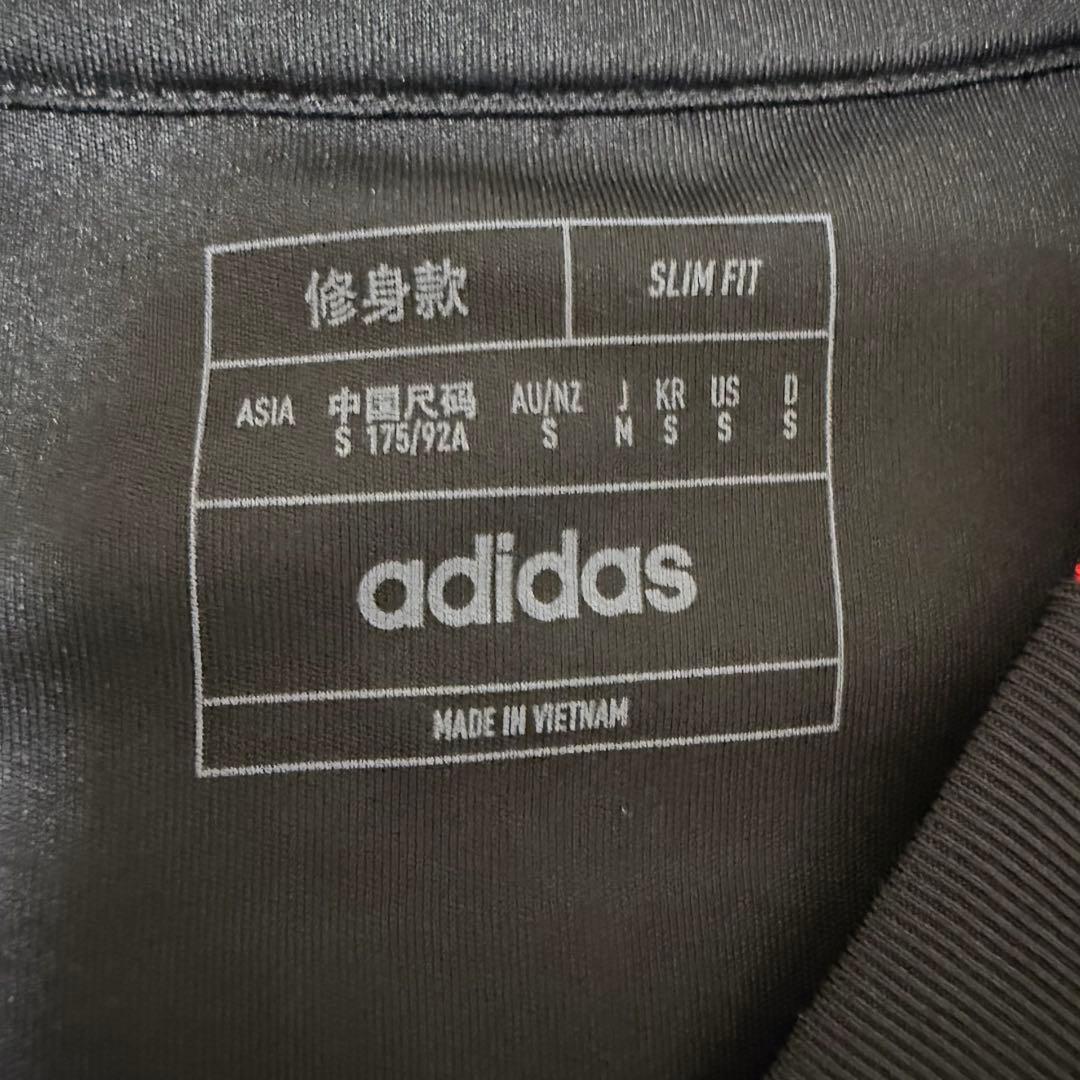 修身款 SLIM FIT
ASIA 中国尺码 AU/NZ J KR US D
S 175/92A S M S S S
adidas
MADE IN VIETNAM